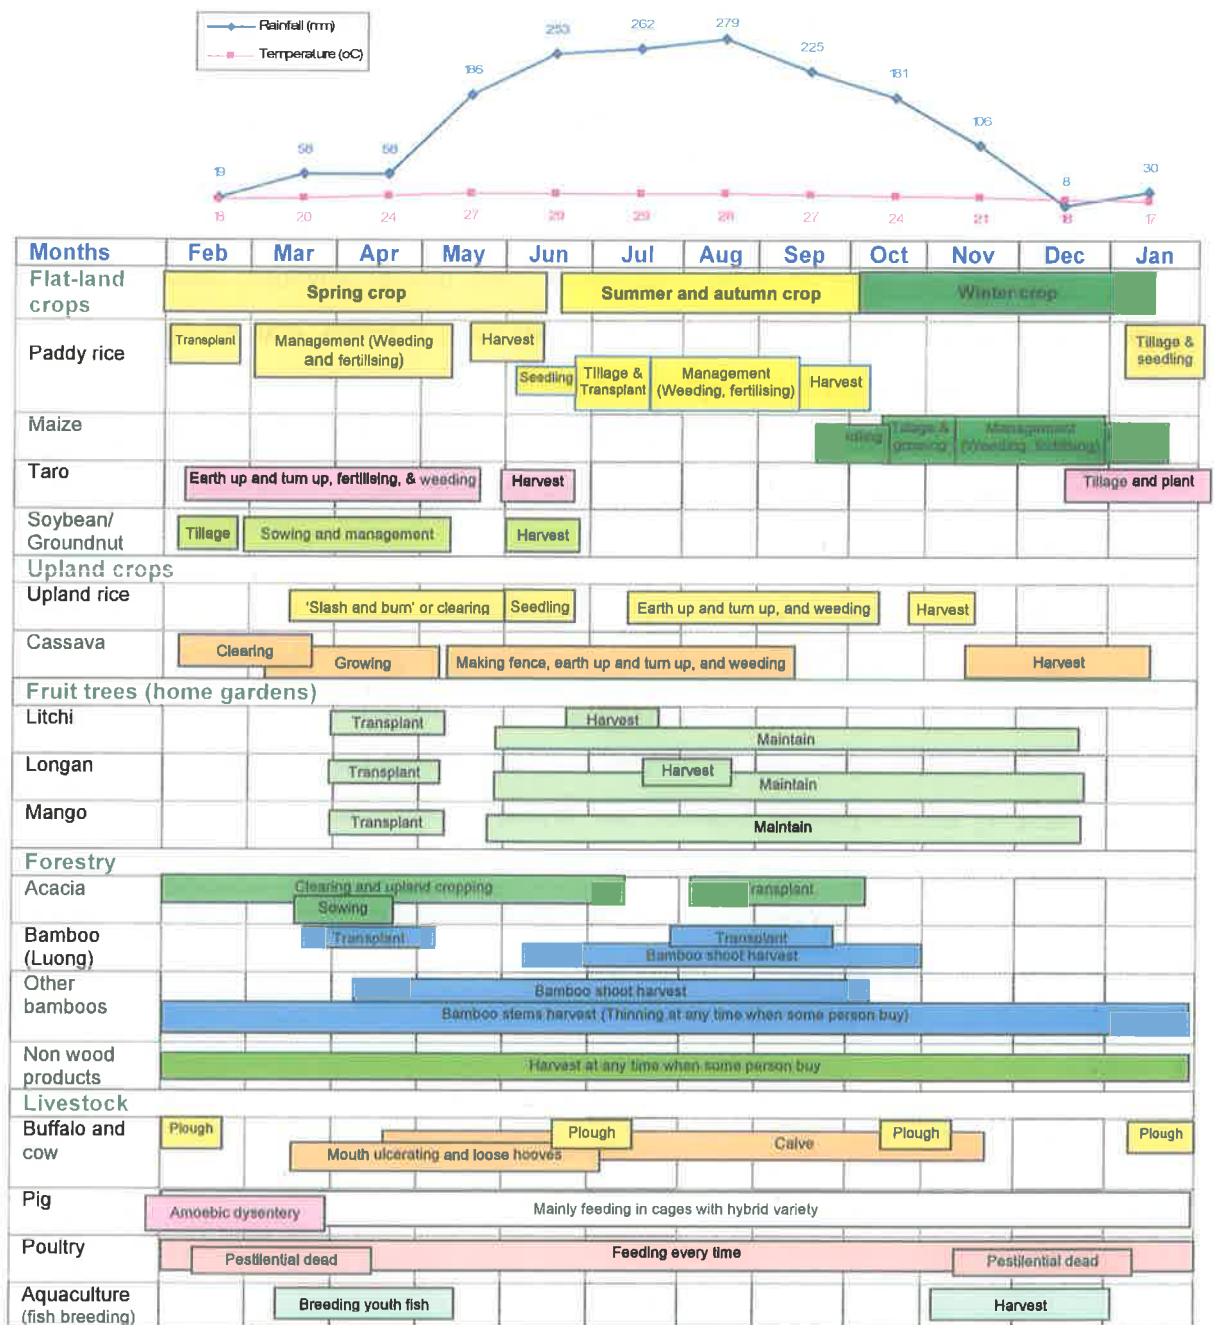 Rainfall (mm)
Temperature (oC)
19
58
58
186
253
262
279
225
181
106
8
30
18
20
24
27
29
29
28
27
24
21
18
17
Months Feb Mar Apr May Jun Jul Aug Sep Oct Nov Dec Jan
Flat-land
crops
Spring crop
Summer and autumn crop
Winter crop
Paddy rice
Transplant
Management (Weeding
and fertilising)
Harvest
Seedling
Tillage &
Transplant
Management
(Weeding, fertilising)
Harvest
Tillage &
seedling
Maize
Tillage &
growing
Management
(Weeding, fertilising)
Taro
Earth up and turn up, fertilising, & weeding
Harvest
Tillage and plant
Soybean/
Groundnut
Tillage
Sowing and management
Harvest
Upland crops
Upland rice
'Slash and burn' or clearing
Seedling
Earth up and turn up, and weeding
Harvest
Cassava
Clearing
Growing
Making fence, earth up and turn up, and weeding
Harvest
Fruit trees (home gardens)
Litchi
Transplant
Harvest
Maintain
Longan
Transplant
Harvest
Maintain
Mango
Transplant
Maintain
Forestry
Acacia
Clearing and upland cropping
Sowing
ransplant
Bamboo
(Luong)
Transplant
Transplant
Bamboo shoot harvest
Other
bamboos
Bamboo shoot harvest
Bamboo stems harvest (Thinning at any time when some person buy)
Non wood
products
Harvest at any time when some person buy
Livestock
Buffalo and
cow
Plough
Mouth ulcerating and loose hooves
Plough
Calve
Plough
Plough
Pig
Amoebic dysentery
Mainly feeding in cages with hybrid variety
Poultry
Pestilential dead
Feeding every time
Pestilential dead
Aquaculture
(fish breeding)
Breeding youth fish
Harvest